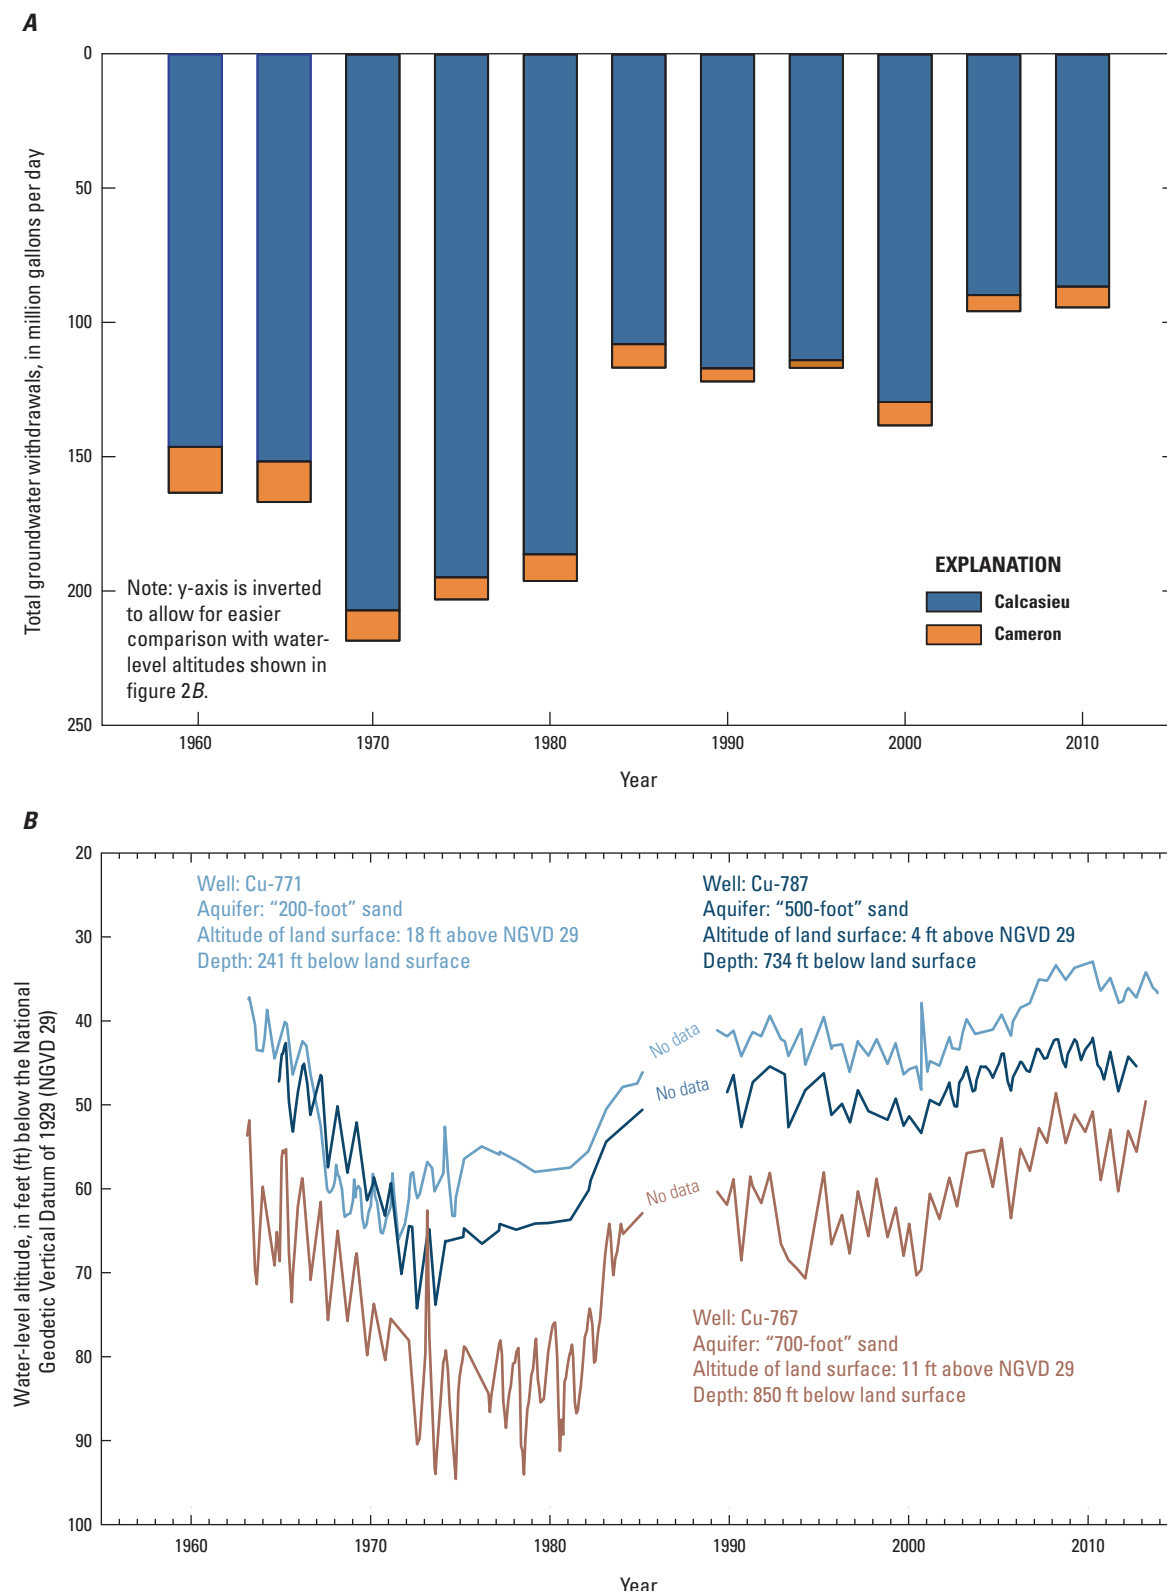 A
0
50
100
150
200
250
Total groundwater withdrawals, in million gallons per day
Note: y-axis is inverted
to allow for easier
comparison with water-
level altitudes shown in
figure 2B.
EXPLANATION
Calcasieu
Cameron
1960
1970
1980
1990
2000
2010
Year
B
20
30
40
50
60
70
80
90
100
Water-level altitude, in feet (ft) below the National
Geodetic Vertical Datum of 1929 (NGVD 29)
Well: Cu-771
Aquifer: “200-foot” sand
Altitude of land surface: 18 ft above NGVD 29
Depth: 241 ft below land surface
Well: Cu-787
Aquifer: “500-foot” sand
Altitude of land surface: 4 ft above NGVD 29
Depth: 734 ft below land surface
No data
No data
No data
Well: Cu-767
Aquifer: “700-foot” sand
Altitude of land surface: 11 ft above NGVD 29
Depth: 850 ft below land surface
1960
1970
1980
1990
2000
2010
Year